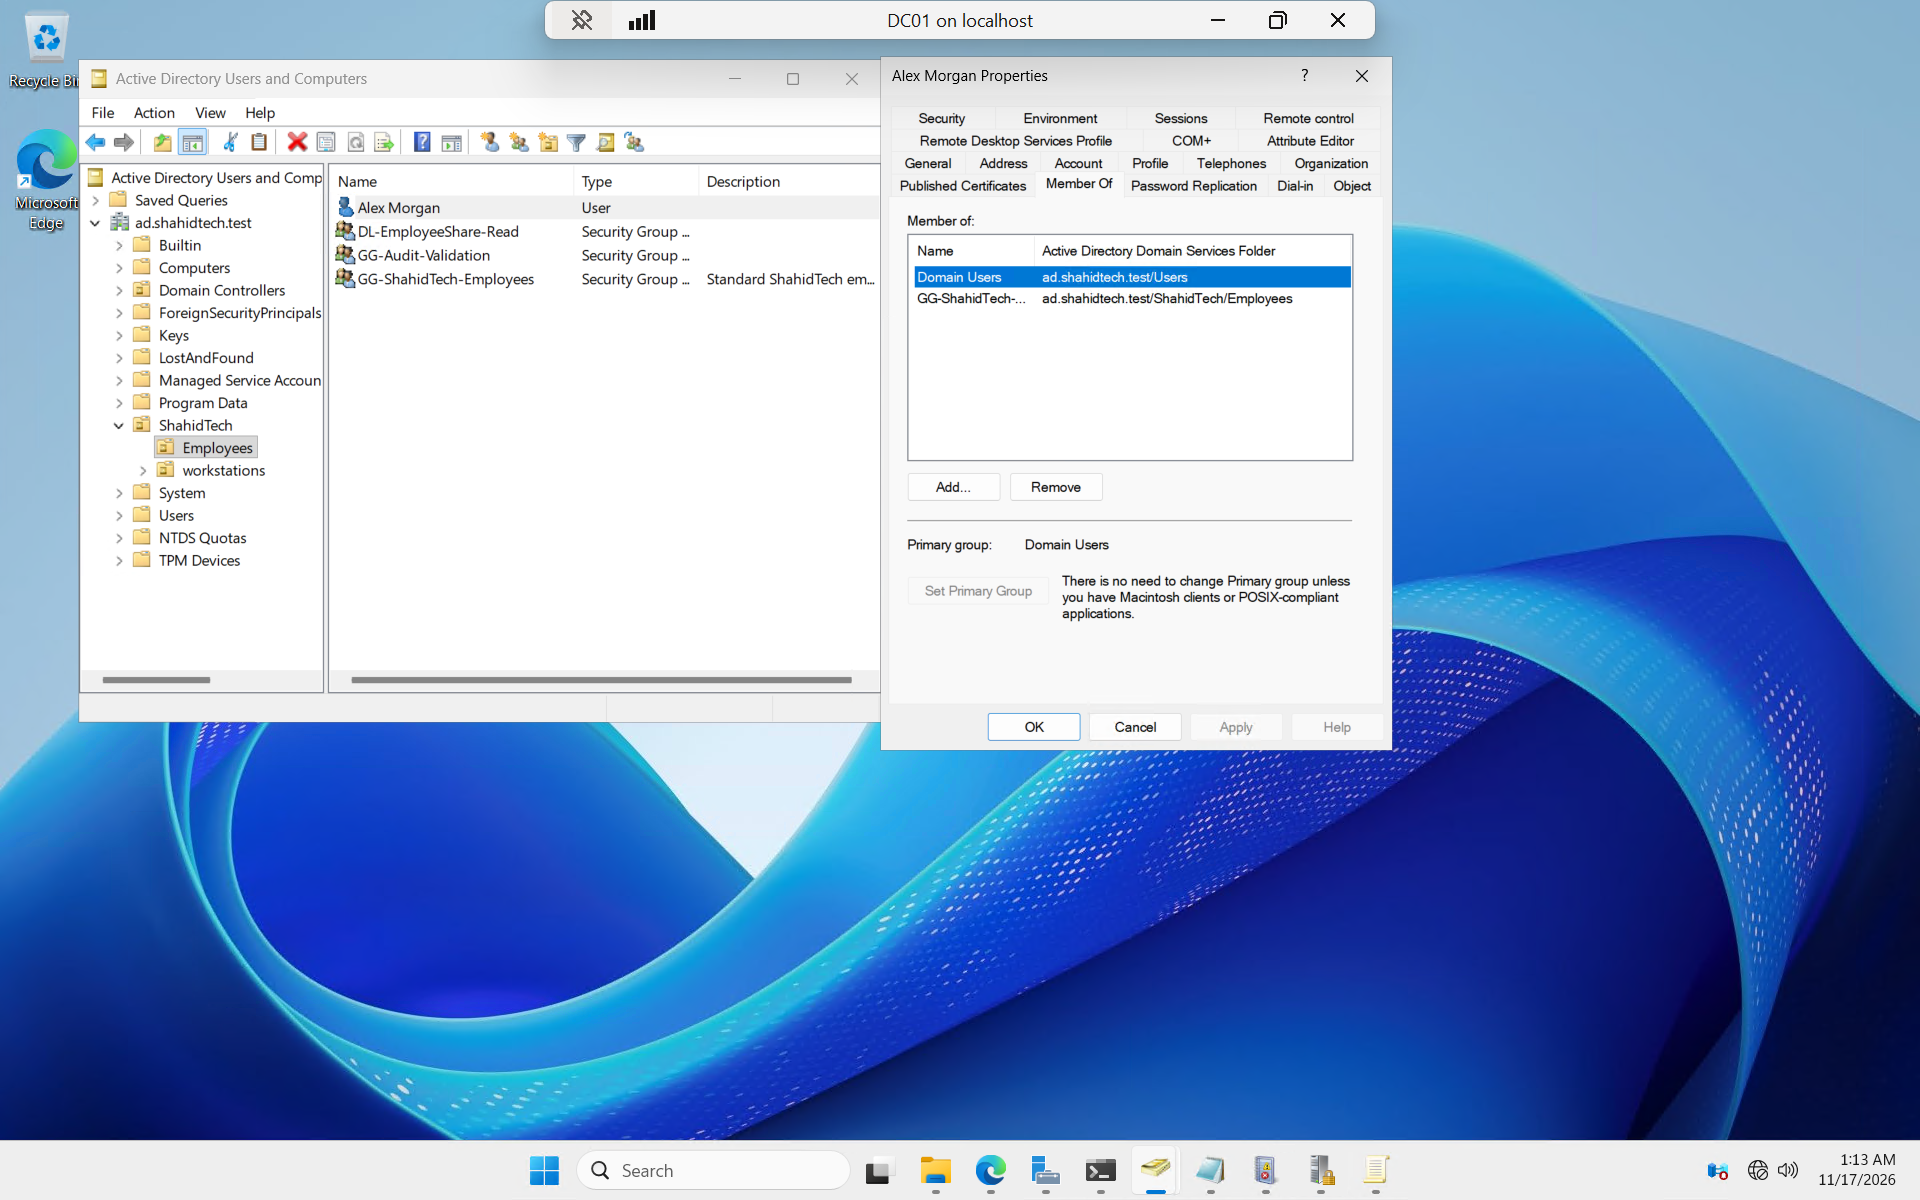 DC01 on localhost
Recycle Bin
Microsoft
Edge
Active Directory Users and Computers
File Action View Help
Active Directory Users and Comp
Saved Queries
ad.shahidtech.test
Builtin
Computers
Domain Controllers
ForeignSecurityPrincipals
Keys
LostAndFound
Managed Service Accoun
Program Data
ShahidTech
Employees
workstations
System
Users
NTDS Quotas
TPM Devices
Name Type Description
Alex Morgan User
DL-EmployeeShare-Read Security Group ...
GG-Audit-Validation Security Group ...
GG-ShahidTech-Employees Security Group ... Standard ShahidTech em...
Alex Morgan Properties ?
Security Environment Sessions Remote control
Remote Desktop Services Profile COM+ Attribute Editor
General Address Account Profile Telephones Organization
Published Certificates Member Of Password Replication Dial-in Object
Member of:
Name Active Directory Domain Services Folder
Domain Users ad.shahidtech.test/Users
GG-ShahidTech-... ad.shahidtech.test/ShahidTech/Employees
Add... Remove
Primary group: Domain Users
Set Primary Group
There is no need to change Primary group unless
you have Macintosh clients or POSIX-compliant
applications.
OK Cancel Apply Help
Search
1:13 AM
11/17/2026